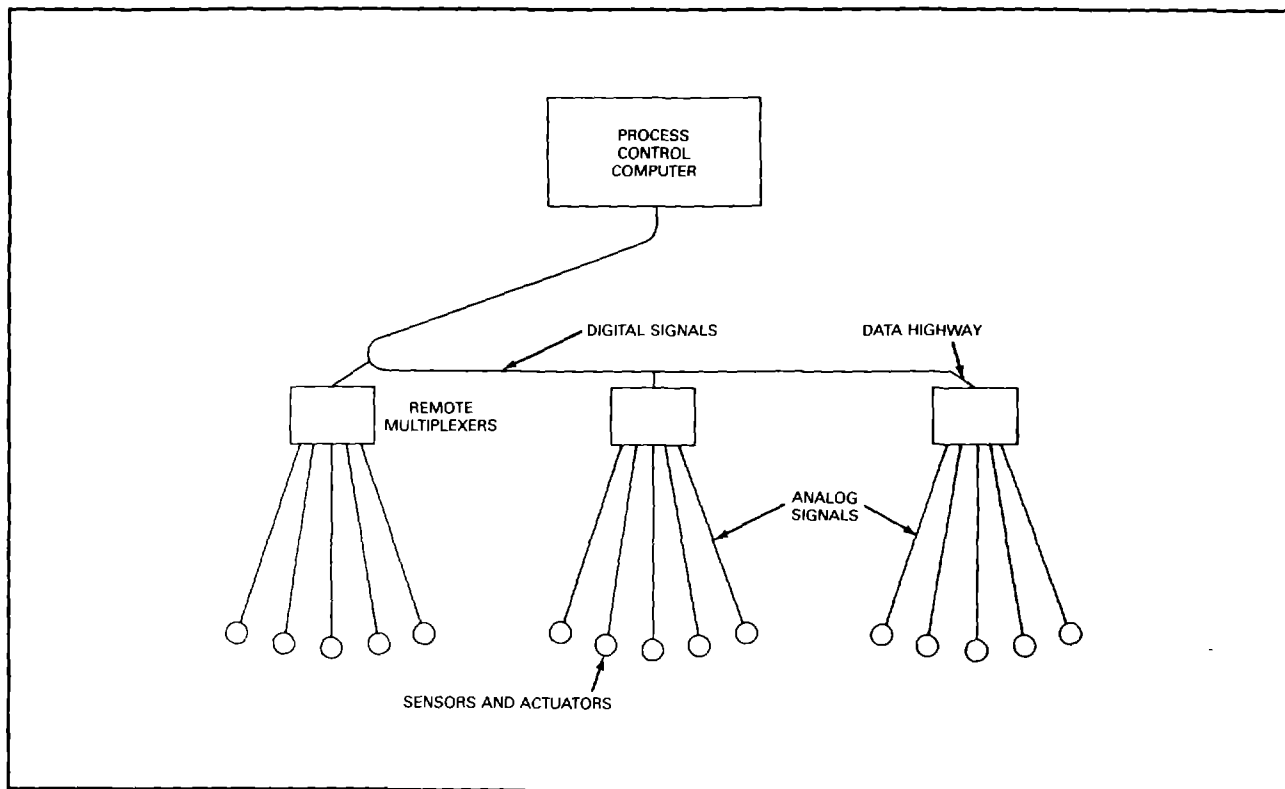 PROCESS
CONTROL
COMPUTER
DIGITAL SIGNALS
DATA HIGHWAY
REMOTE
MULTIPLEXERS
ANALOG
SIGNALS
SENSORS AND ACTUATORS